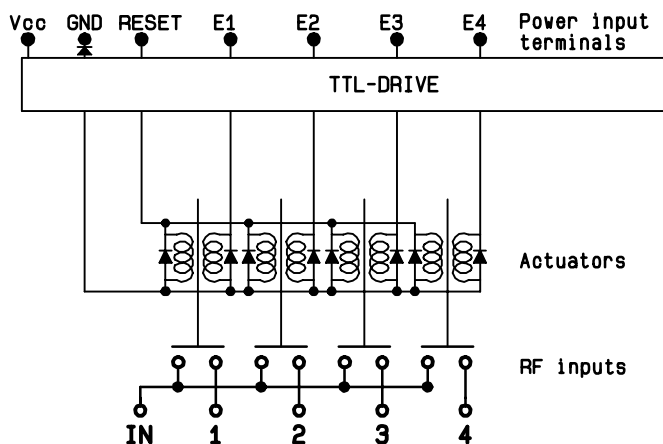 Vcc GND RESET E1 E2 E3 E4 Power input
terminals
TTL-DRIVE
Actuators
RF inputs
IN 1 2 3 4